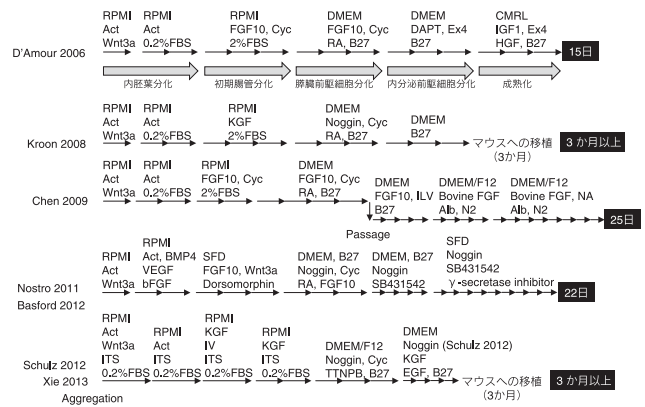 RPMI
Act
Wnt3a
RPMI
Act
0.2%FBS
RPMI
FGF10, Cyc
2%FBS
DMEM
FGF10, Cyc
RA, B27
DMEM
DAPT, Ex4
B27
CMRL
IGF1, Ex4
HGF, B27
D'Amour 2006
15日
内胚葉分化
初期腸管分化
膵臓前駆細胞分化
内分泌前駆細胞分化
成熟化
RPMI
Act
Wnt3a
RPMI
Act
0.2%FBS
RPMI
KGF
2%FBS
DMEM
Noggin, Cyc
RA, B27
DMEM
B27
Kroon 2008
マウスへの移植
(3か月)
3 か月以上
RPMI
Act
Wnt3a
RPMI
Act
0.2%FBS
RPMI
FGF10, Cyc
2%FBS
DMEM
FGF10, Cyc
RA, B27
Chen 2009
Passage
DMEM
FGF10, ILV
B27
DMEM/F12
Bovine FGF
Alb, N2
DMEM/F12
Bovine FGF, NA
Alb, N2
25日
RPMI
Act
Wnt3a
RPMI
Act, BMP4
VEGF
bFGF
SFD
FGF10, Wnt3a
Dorsomorphin
DMEM, B27
Noggin, Cyc
RA, FGF10
DMEM, B27
Noggin
SB431542
SFD
Noggin
SB431542
γ-secretase inhibitor
Nostro 2011
Basford 2012
22日
RPMI
Act
Wnt3a
ITS
0.2%FBS
RPMI
Act
ITS
0.2%FBS
RPMI
KGF
IV
ITS
0.2%FBS
RPMI
KGF
ITS
0.2%FBS
DMEM/F12
Noggin, Cyc
TTNPB, B27
DMEM
Noggin (Schulz 2012)
KGF
EGF, B27
Schulz 2012
Xie 2013
Aggregation
マウスへの移植
(3か月)
3 か月以上